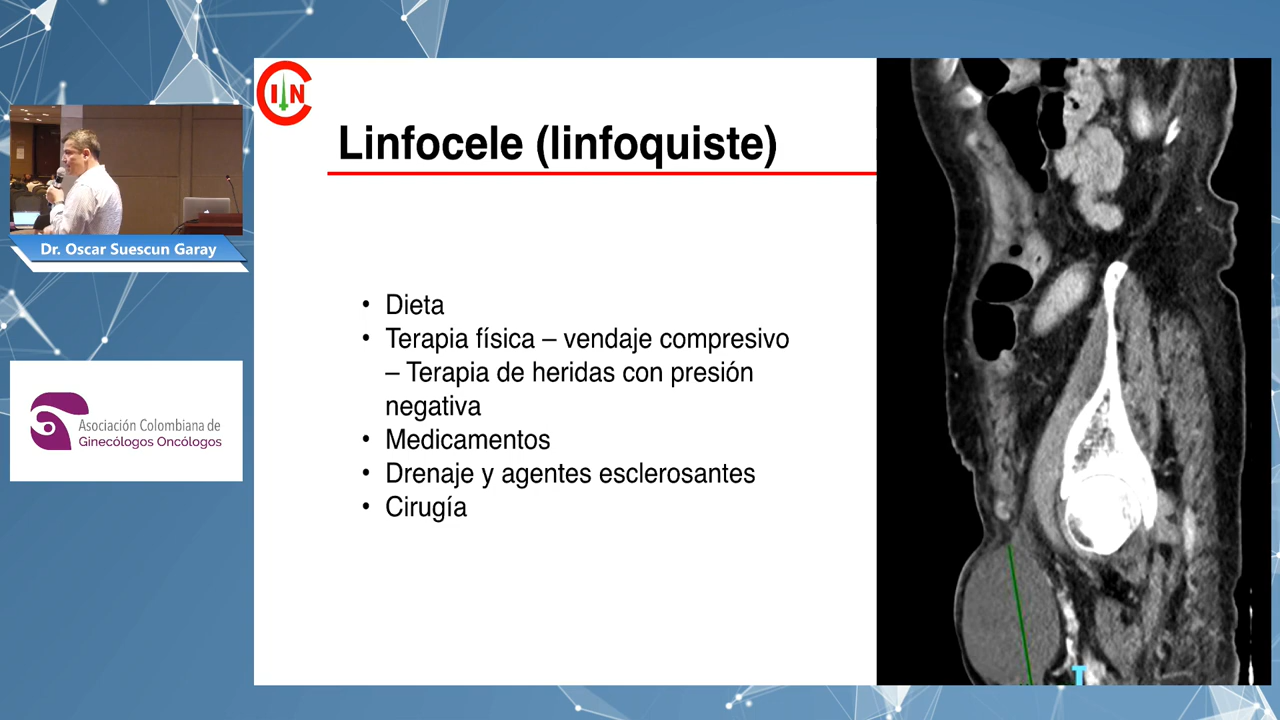 CIN
Linfocele (linfoquiste)
Dr. Oscar Suescun Garay
• Dieta
• Terapia física – vendaje compresivo
– Terapia de heridas con presión
negativa
• Medicamentos
• Drenaje y agentes esclerosantes
• Cirugía
Asociación Colombiana de
Ginecólogos Oncólogos